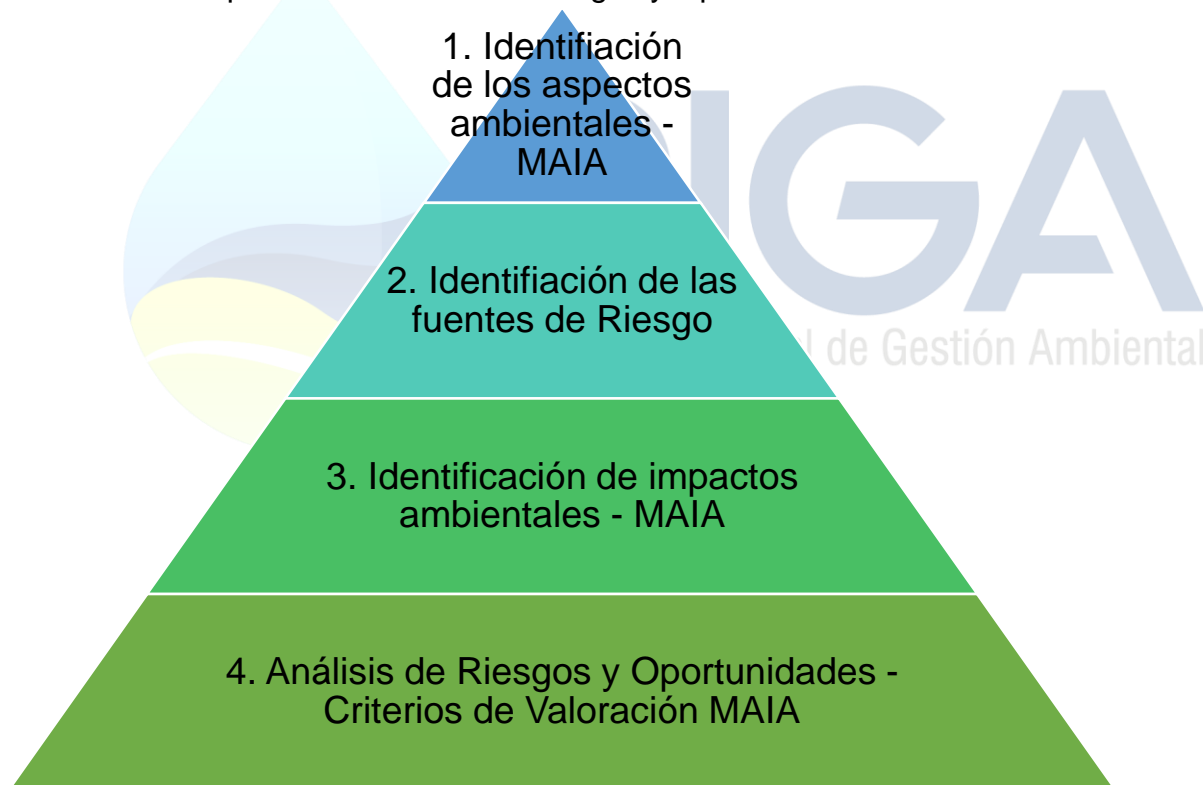 1. Identifiación
de los aspectos
ambientales -
MAIA
IGA
de Gestión Ambiental
2. Identifiación de las
fuentes de Riesgo
3. Identificación de impactos
ambientales - MAIA
4. Análisis de Riesgos y Oportunidades -
Criterios de Valoración MAIA